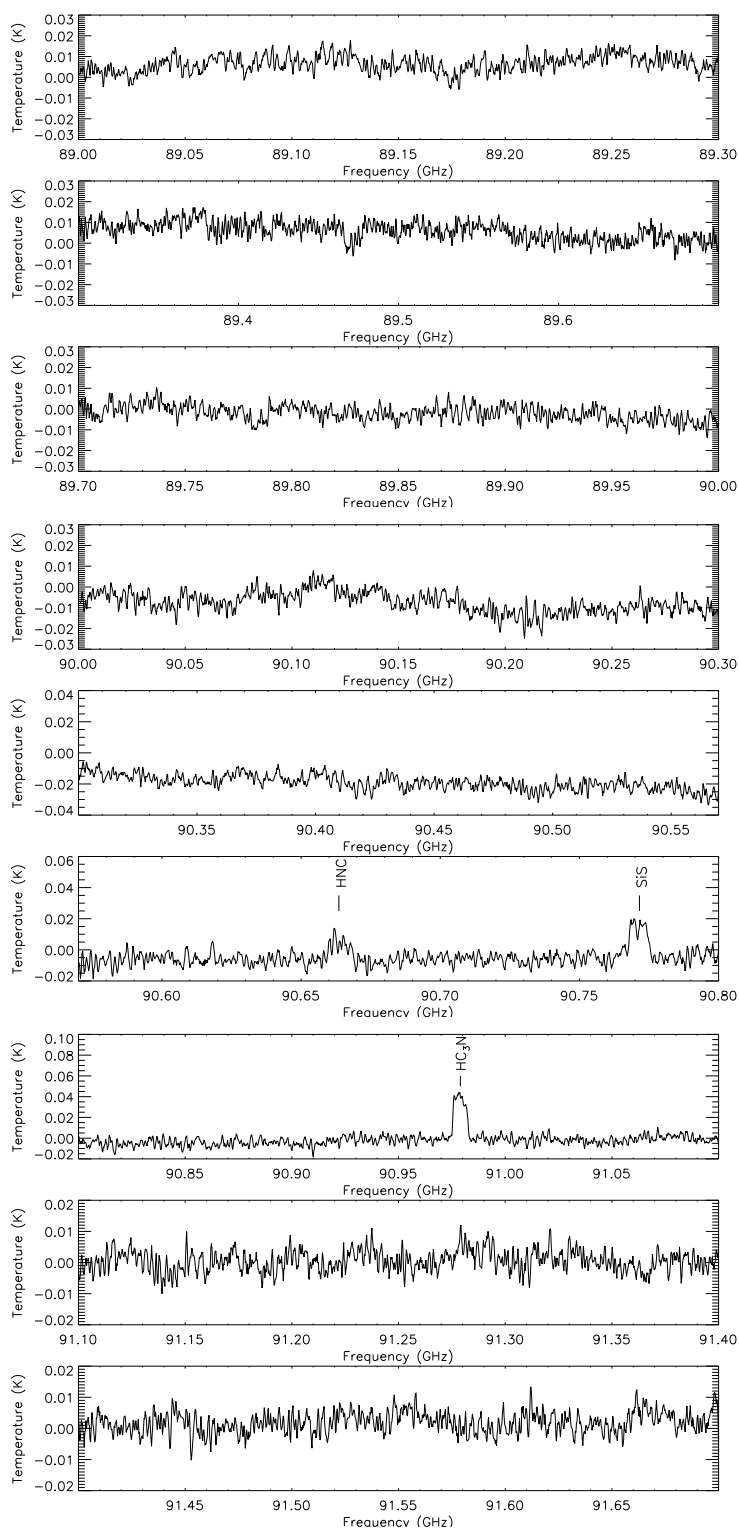 0.03
0.02
0.01
0.00
−0.01
−0.02
−0.03
Temperature (K)
89.00 89.05 89.10 89.15 89.20 89.25 89.30
Frequency (GHz)
0.03
0.02
0.01
0.00
−0.01
−0.02
−0.03
Temperature (K)
89.4 89.5 89.6
Frequency (GHz)
0.03
0.02
0.01
0.00
−0.01
−0.02
−0.03
Temperature (K)
89.70 89.75 89.80 89.85 89.90 89.95 90.00
Frequency (GHz)
0.03
0.02
0.01
0.00
−0.01
−0.02
−0.03
Temperature (K)
90.00 90.05 90.10 90.15 90.20 90.25 90.30
Frequency (GHz)
0.04
0.02
0.00
−0.02
−0.04
Temperature (K)
90.35 90.40 90.45 90.50 90.55
Frequency (GHz)
0.06
0.04
0.02
0.00
−0.02
Temperature (K)
HNC
SiS
90.60 90.65 90.70 90.75 90.80
Frequency (GHz)
0.10
0.08
0.06
0.04
0.02
0.00
−0.02
Temperature (K)
HC₃N
90.85 90.90 90.95 91.00 91.05
Frequency (GHz)
0.02
0.01
0.00
−0.01
−0.02
Temperature (K)
91.10 91.15 91.20 91.25 91.30 91.35 91.40
Frequency (GHz)
0.02
0.01
0.00
−0.01
−0.02
Temperature (K)
91.45 91.50 91.55 91.60 91.65
Frequency (GHz)